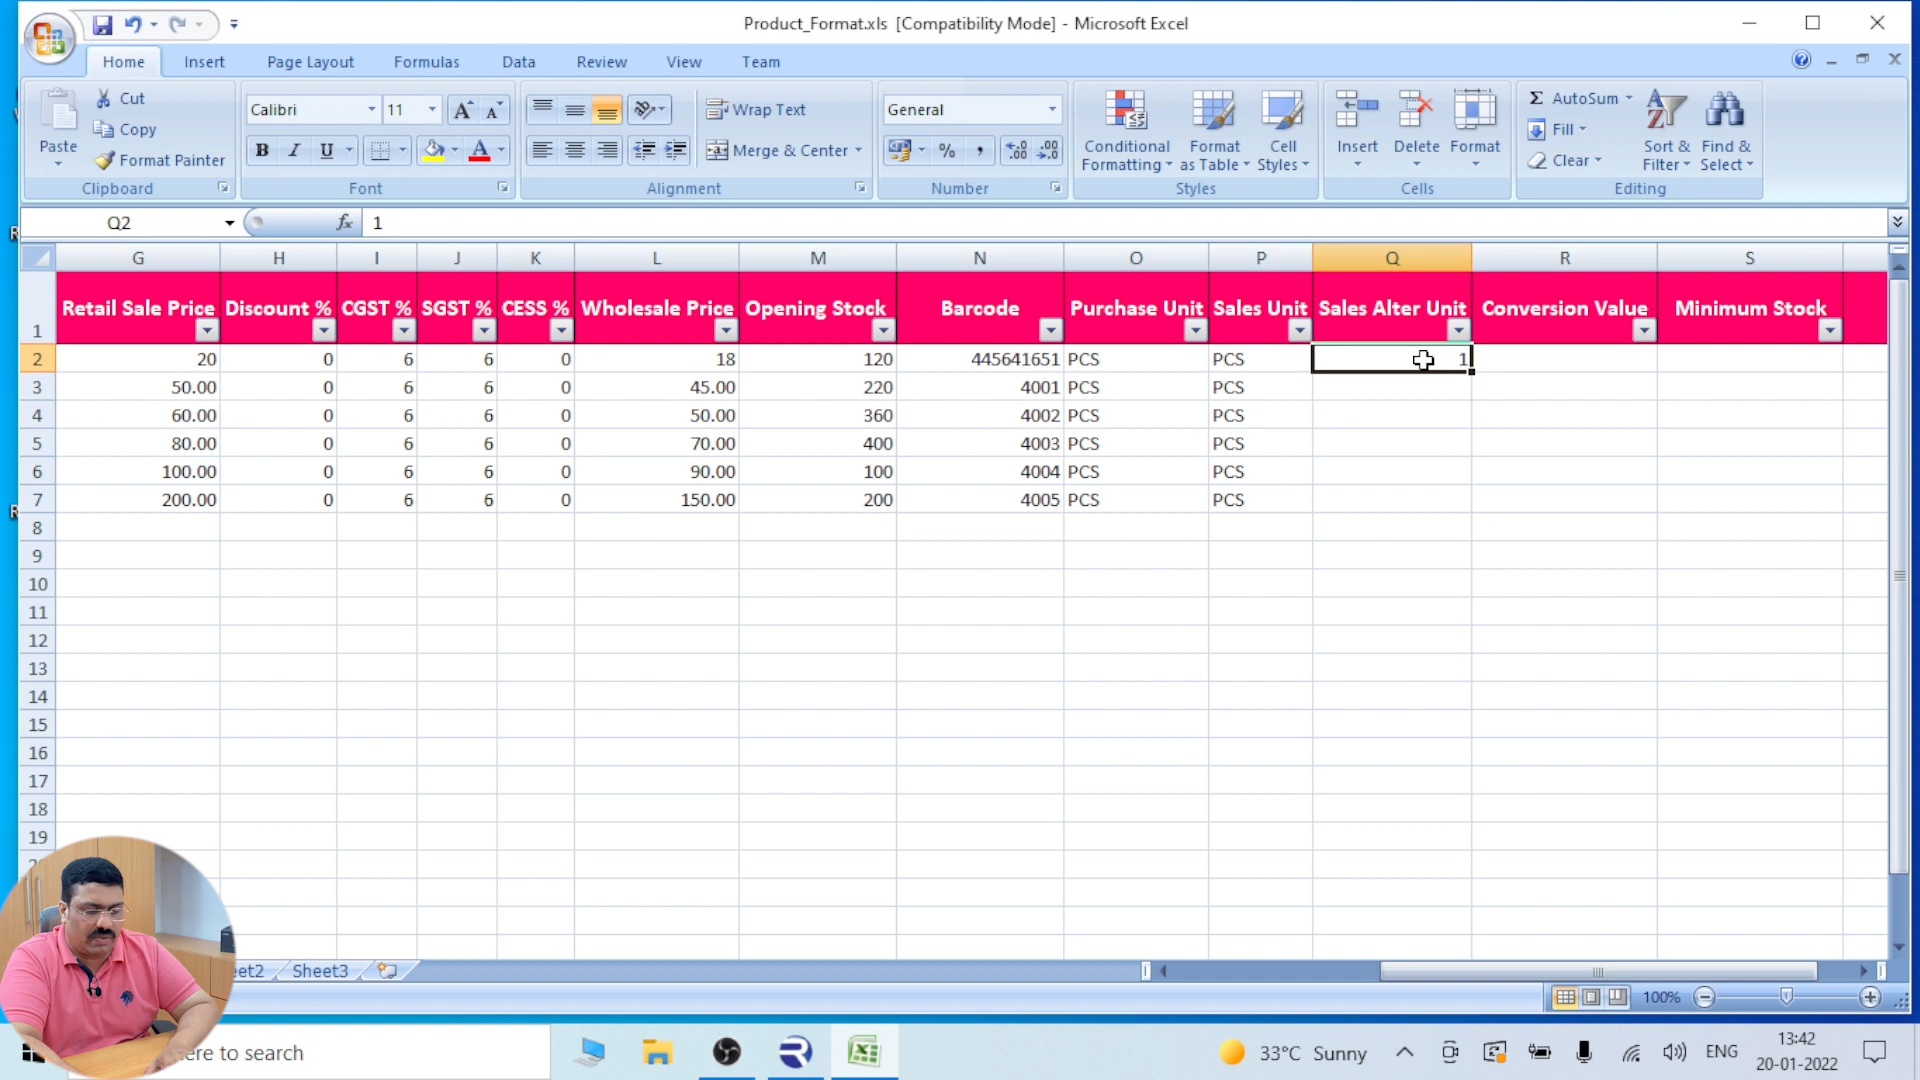 Product_Format.xls [Compatibility Mode] - Microsoft Excel
Home Insert Page Layout Formulas Data Review View Team
Paste
Cut
Copy
Format Painter
Clipboard
Calibri 11
B I U
Font
Wrap Text
Merge & Center
Alignment
General
Number
Conditional Formatting
Format as Table
Cell Styles
Styles
Insert Delete Format
Cells
Σ AutoSum
Fill
Clear
Sort & Filter
Find & Select
Editing
Q2 fx 1
G H I J K L M N O P Q R S
1 Retail Sale Price Discount % CGST % SGST % CESS % Wholesale Price Opening Stock Barcode Purchase Unit Sales Unit Sales Alter Unit Conversion Value Minimum Stock
2 20 0 6 6 0 18 120 445641651 PCS PCS 1
3 50.00 0 6 6 0 45.00 220 4001 PCS PCS
4 60.00 0 6 6 0 50.00 360 4002 PCS PCS
5 80.00 0 6 6 0 70.00 400 4003 PCS PCS
6 100.00 0 6 6 0 90.00 100 4004 PCS PCS
7 200.00 0 6 6 0 150.00 200 4005 PCS PCS
8
9
10
11
12
13
14
15
16
17
18
19
Sheet3
100%
to search
33°C Sunny ENG
13:42
20-01-2022